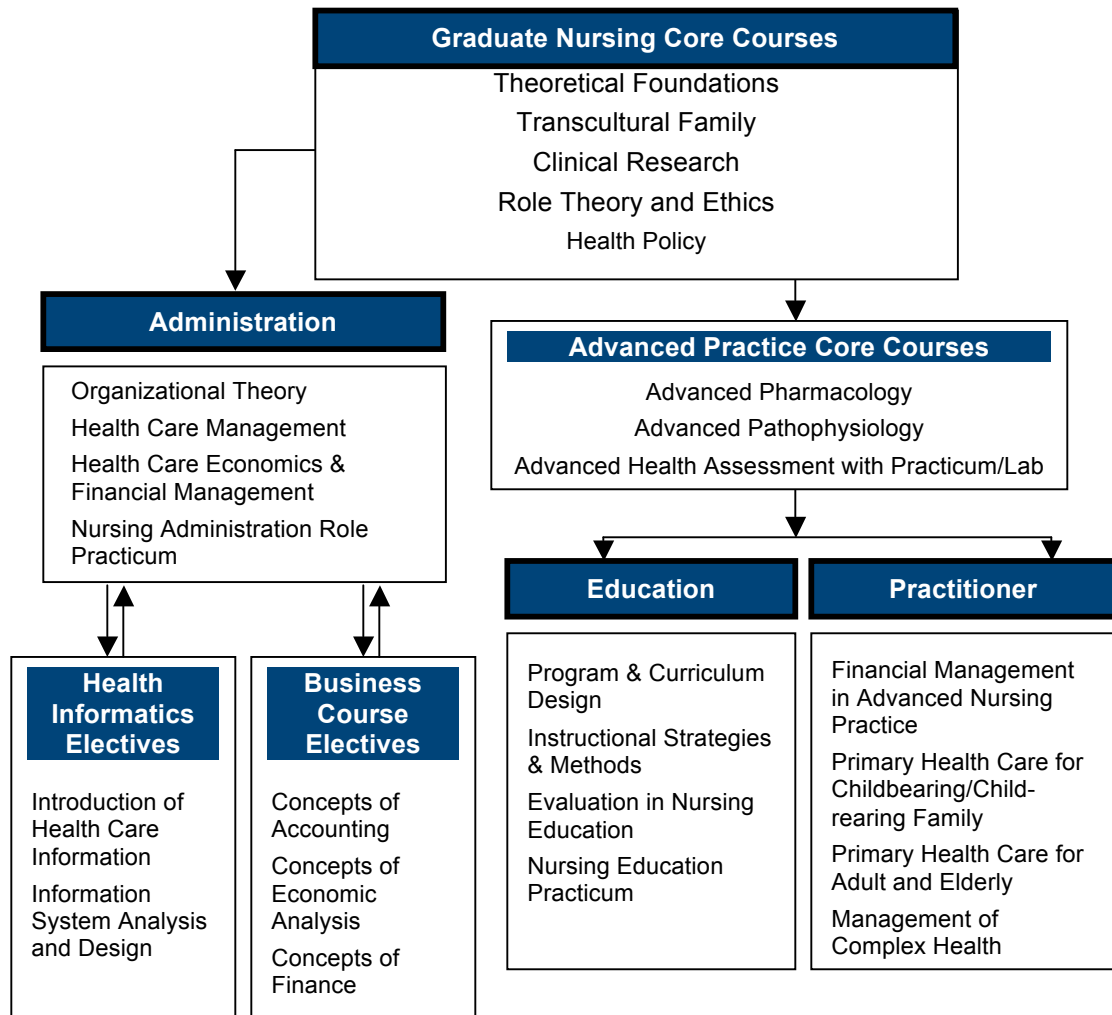 Graduate Nursing Core Courses
Theoretical Foundations
Transcultural Family
Clinical Research
Role Theory and Ethics
Health Policy
Administration
Organizational Theory
Health Care Management
Health Care Economics &
Financial Management
Nursing Administration Role
Practicum
Advanced Practice Core Courses
Advanced Pharmacology
Advanced Pathophysiology
Advanced Health Assessment with Practicum/Lab
Health
Informatics
Electives
Introduction of
Health Care
Information
Information
System Analysis
and Design
Business
Course
Electives
Concepts of
Accounting
Concepts of
Economic
Analysis
Concepts of
Finance
Education
Program & Curriculum
Design
Instructional Strategies
& Methods
Evaluation in Nursing
Education
Nursing Education
Practicum
Practitioner
Financial Management
in Advanced Nursing
Practice
Primary Health Care for
Childbearing/Child-
rearing Family
Primary Health Care for
Adult and Elderly
Management of
Complex Health